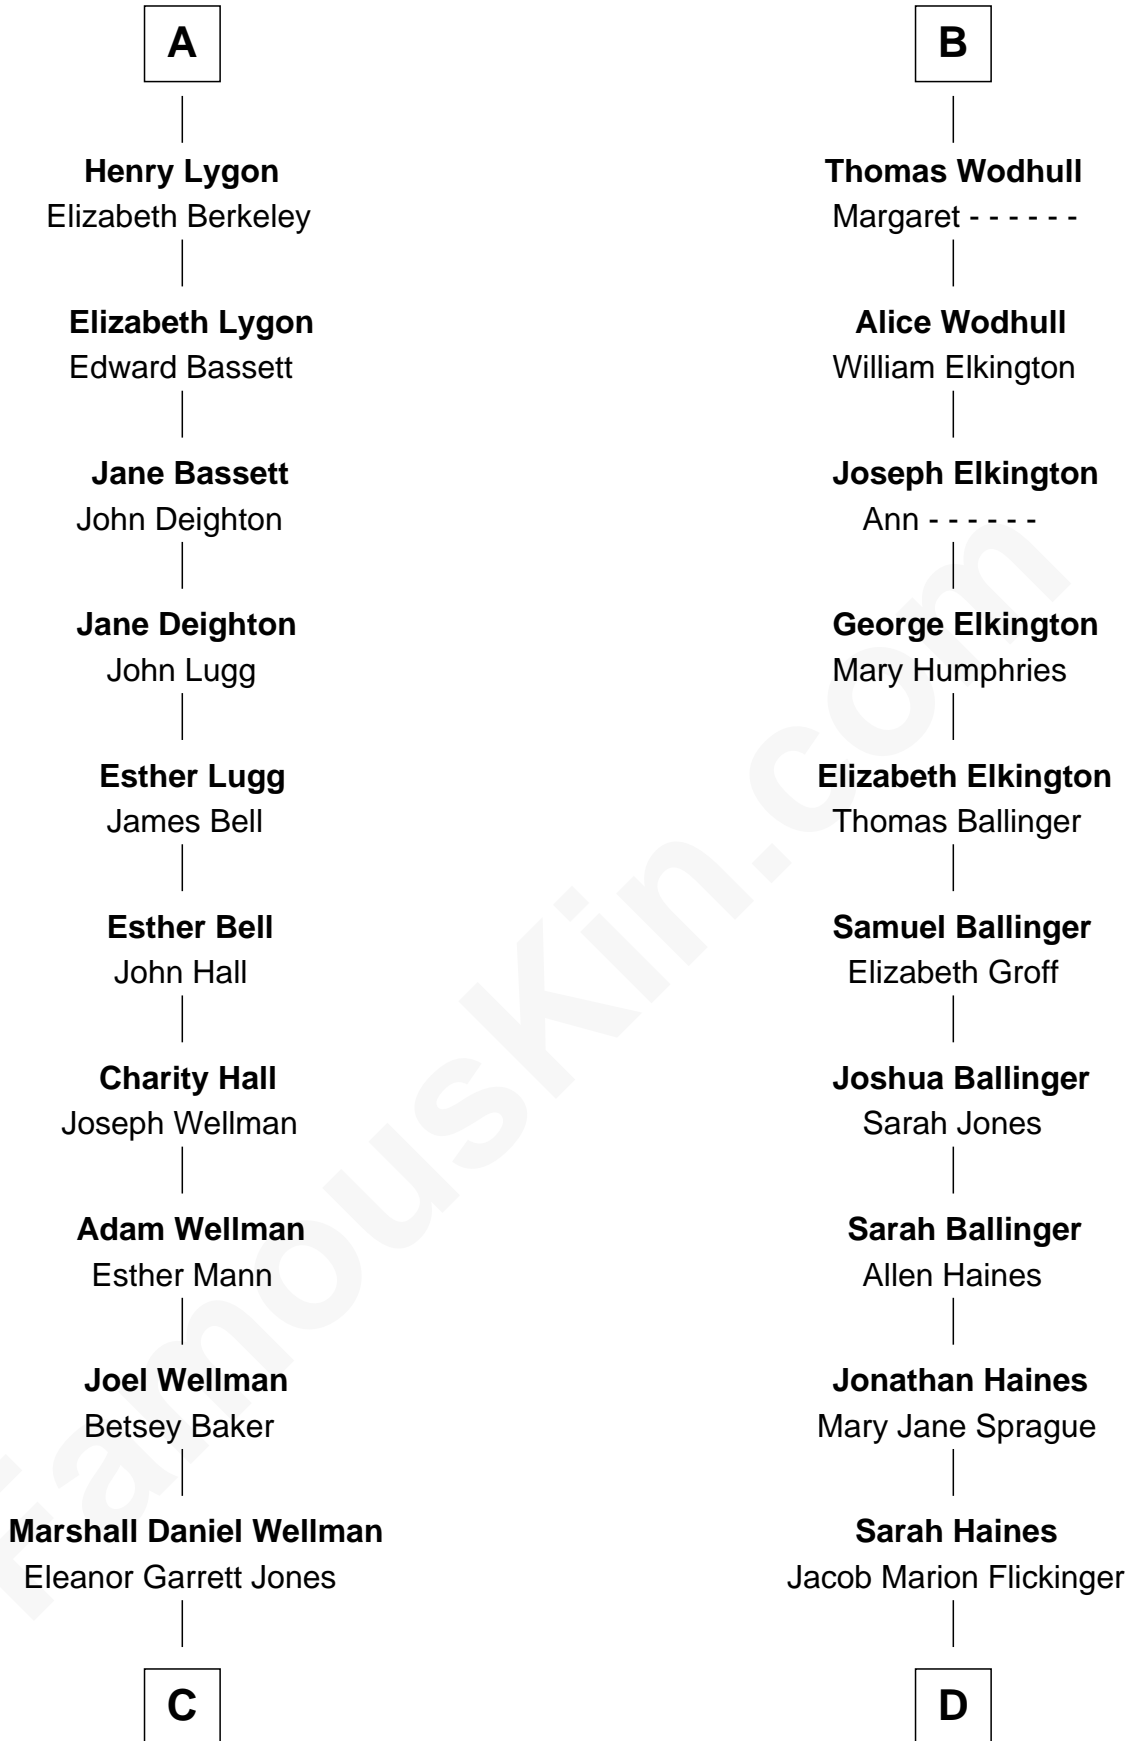 A
Henry Lygon
Elizabeth Berkeley
Elizabeth Lygon
Edward Bassett
Jane Bassett
John Deighton
Jane Deighton
John Lugg
Esther Lugg
James Bell
Esther Bell
John Hall
Charity Hall
Joseph Wellman
Adam Wellman
Esther Mann
Joel Wellman
Betsey Baker
Marshall Daniel Wellman
Eleanor Garrett Jones
C
B
Thomas Wodhull
Margaret - - - - - -
Alice Wodhull
William Elkington
Joseph Elkington
Ann - - - - - -
George Elkington
Mary Humphries
Elizabeth Elkington
Thomas Ballinger
Samuel Ballinger
Elizabeth Groff
Joshua Ballinger
Sarah Jones
Sarah Ballinger
Allen Haines
Jonathan Haines
Mary Jane Sprague
Sarah Haines
Jacob Marion Flickinger
D
FamousKin.com